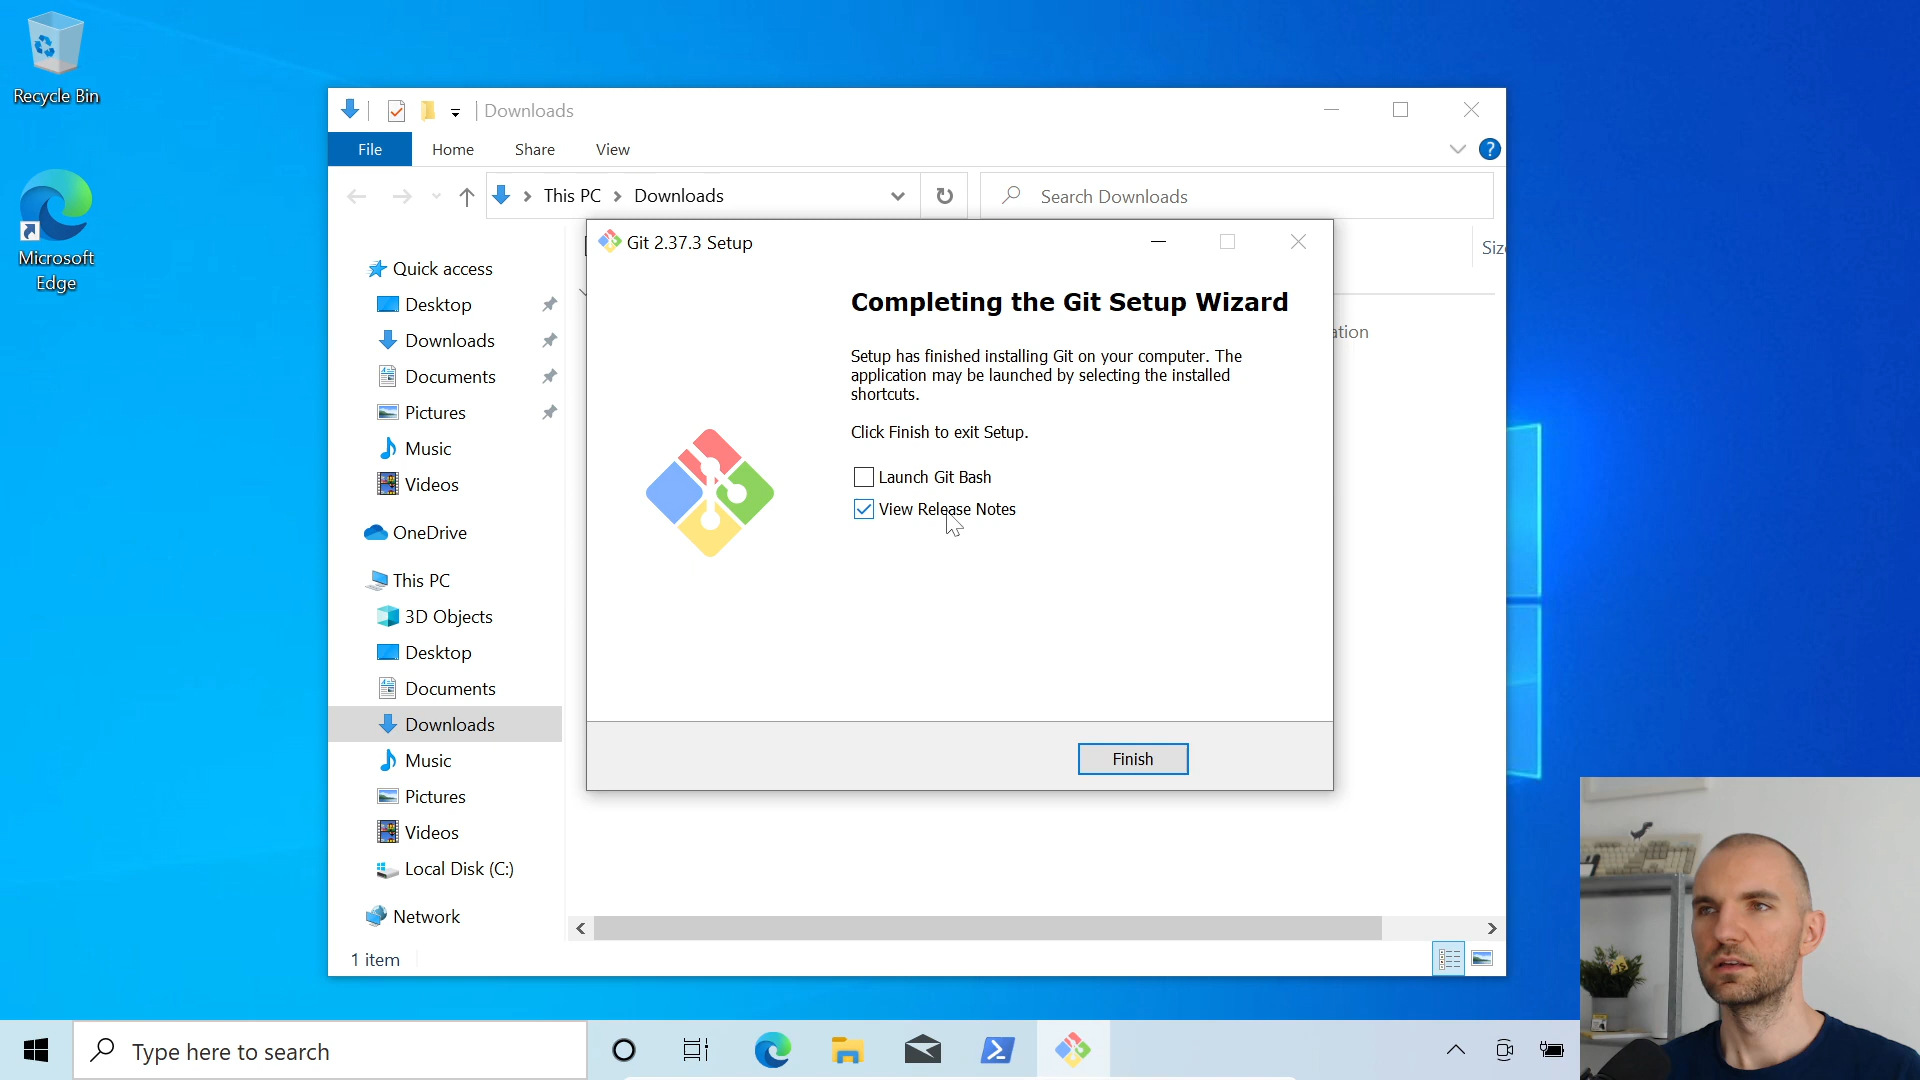 Recycle Bin
Microsoft
Edge
Downloads
File
Home
Share
View
This PC
Downloads
Search Downloads
Quick access
Desktop
Downloads
Documents
Pictures
Music
Videos
OneDrive
This PC
3D Objects
Desktop
Documents
Downloads
Music
Pictures
Videos
Local Disk (C:)
Network
1 item
Git 2.37.3 Setup
Completing the Git Setup Wizard
Setup has finished installing Git on your computer. The
application may be launched by selecting the installed
shortcuts.
Click Finish to exit Setup.
Launch Git Bash
View Release Notes
Finish
Type here to search